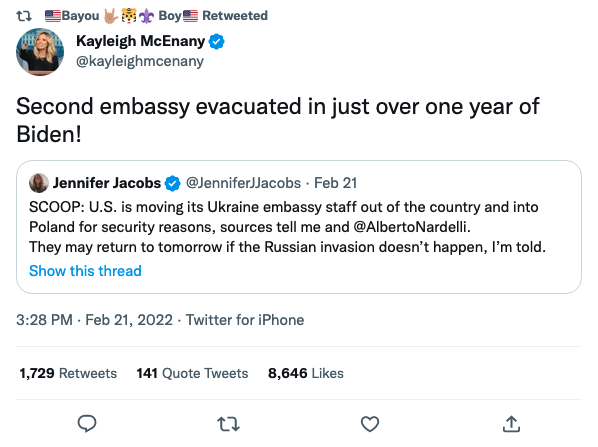 🇺🇸Bayou 🤟🏼🐯⚜️ Boy🇺🇸 Retweeted
Kayleigh McEnany
@kayleighmcenany
Second embassy evacuated in just over one year of
Biden!
Jennifer Jacobs @JenniferJJacobs · Feb 21
SCOOP: U.S. is moving its Ukraine embassy staff out of the country and into
Poland for security reasons, sources tell me and @AlbertoNardelli.
They may return to tomorrow if the Russian invasion doesn’t happen, I’m told.
Show this thread
3:28 PM · Feb 21, 2022 · Twitter for iPhone
1,729 Retweets 141 Quote Tweets 8,646 Likes